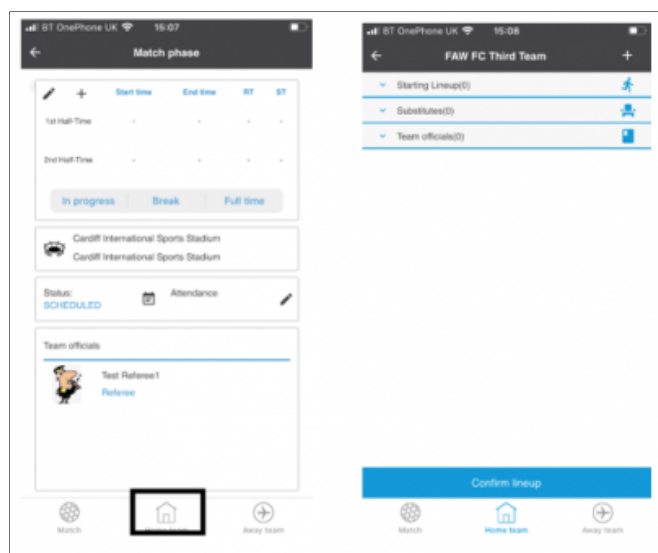 BT OnePhone UK 15:07
Match phase
Start time End time RT ST
1st Half-Time - - - -
2nd Half-Time - - - -
In progress Break Full time
Cardiff International Sports Stadium
Cardiff International Sports Stadium
Status: Attendance
SCHEDULED
Team officials
Test Referee1
Referee
Match Home team Away team
BT OnePhone UK 15:08
FAW FC Third Team +
Starting Lineup(0)
Substitutes(0)
Team officials(0)
Confirm lineup
Match Home team Away team